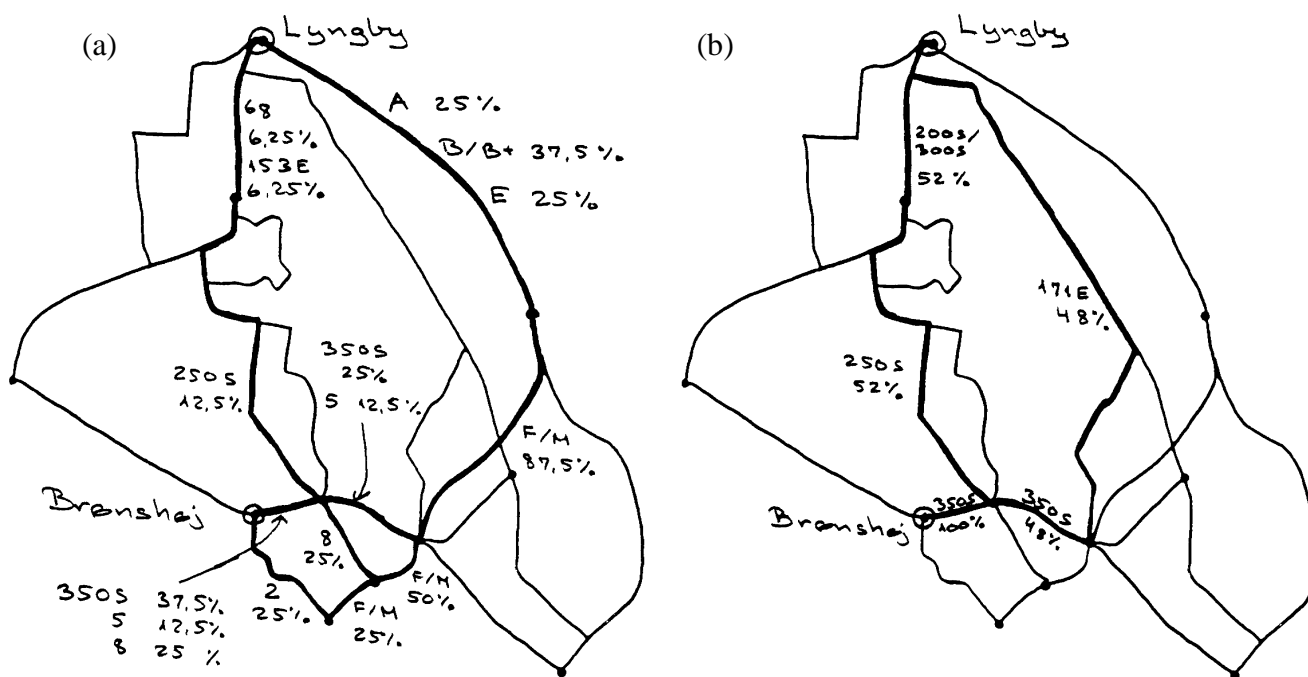 (a)
Lyngby
A 25%
B/B+ 37,5%
E 25%
68
6,25%
153E
6,25%
350S
25%
5 12,5%
250S
12,5%
F/M
87,5%
Brønshøj
8
25%
F/M
50%
2
25%
F/M
25%
350S 37,5%
5 12,5%
8 25 %
(b)
Lyngby
200S/
300S
52%
171E
48%
250S
52%
Brønshøj
350S
100%
350S
48%